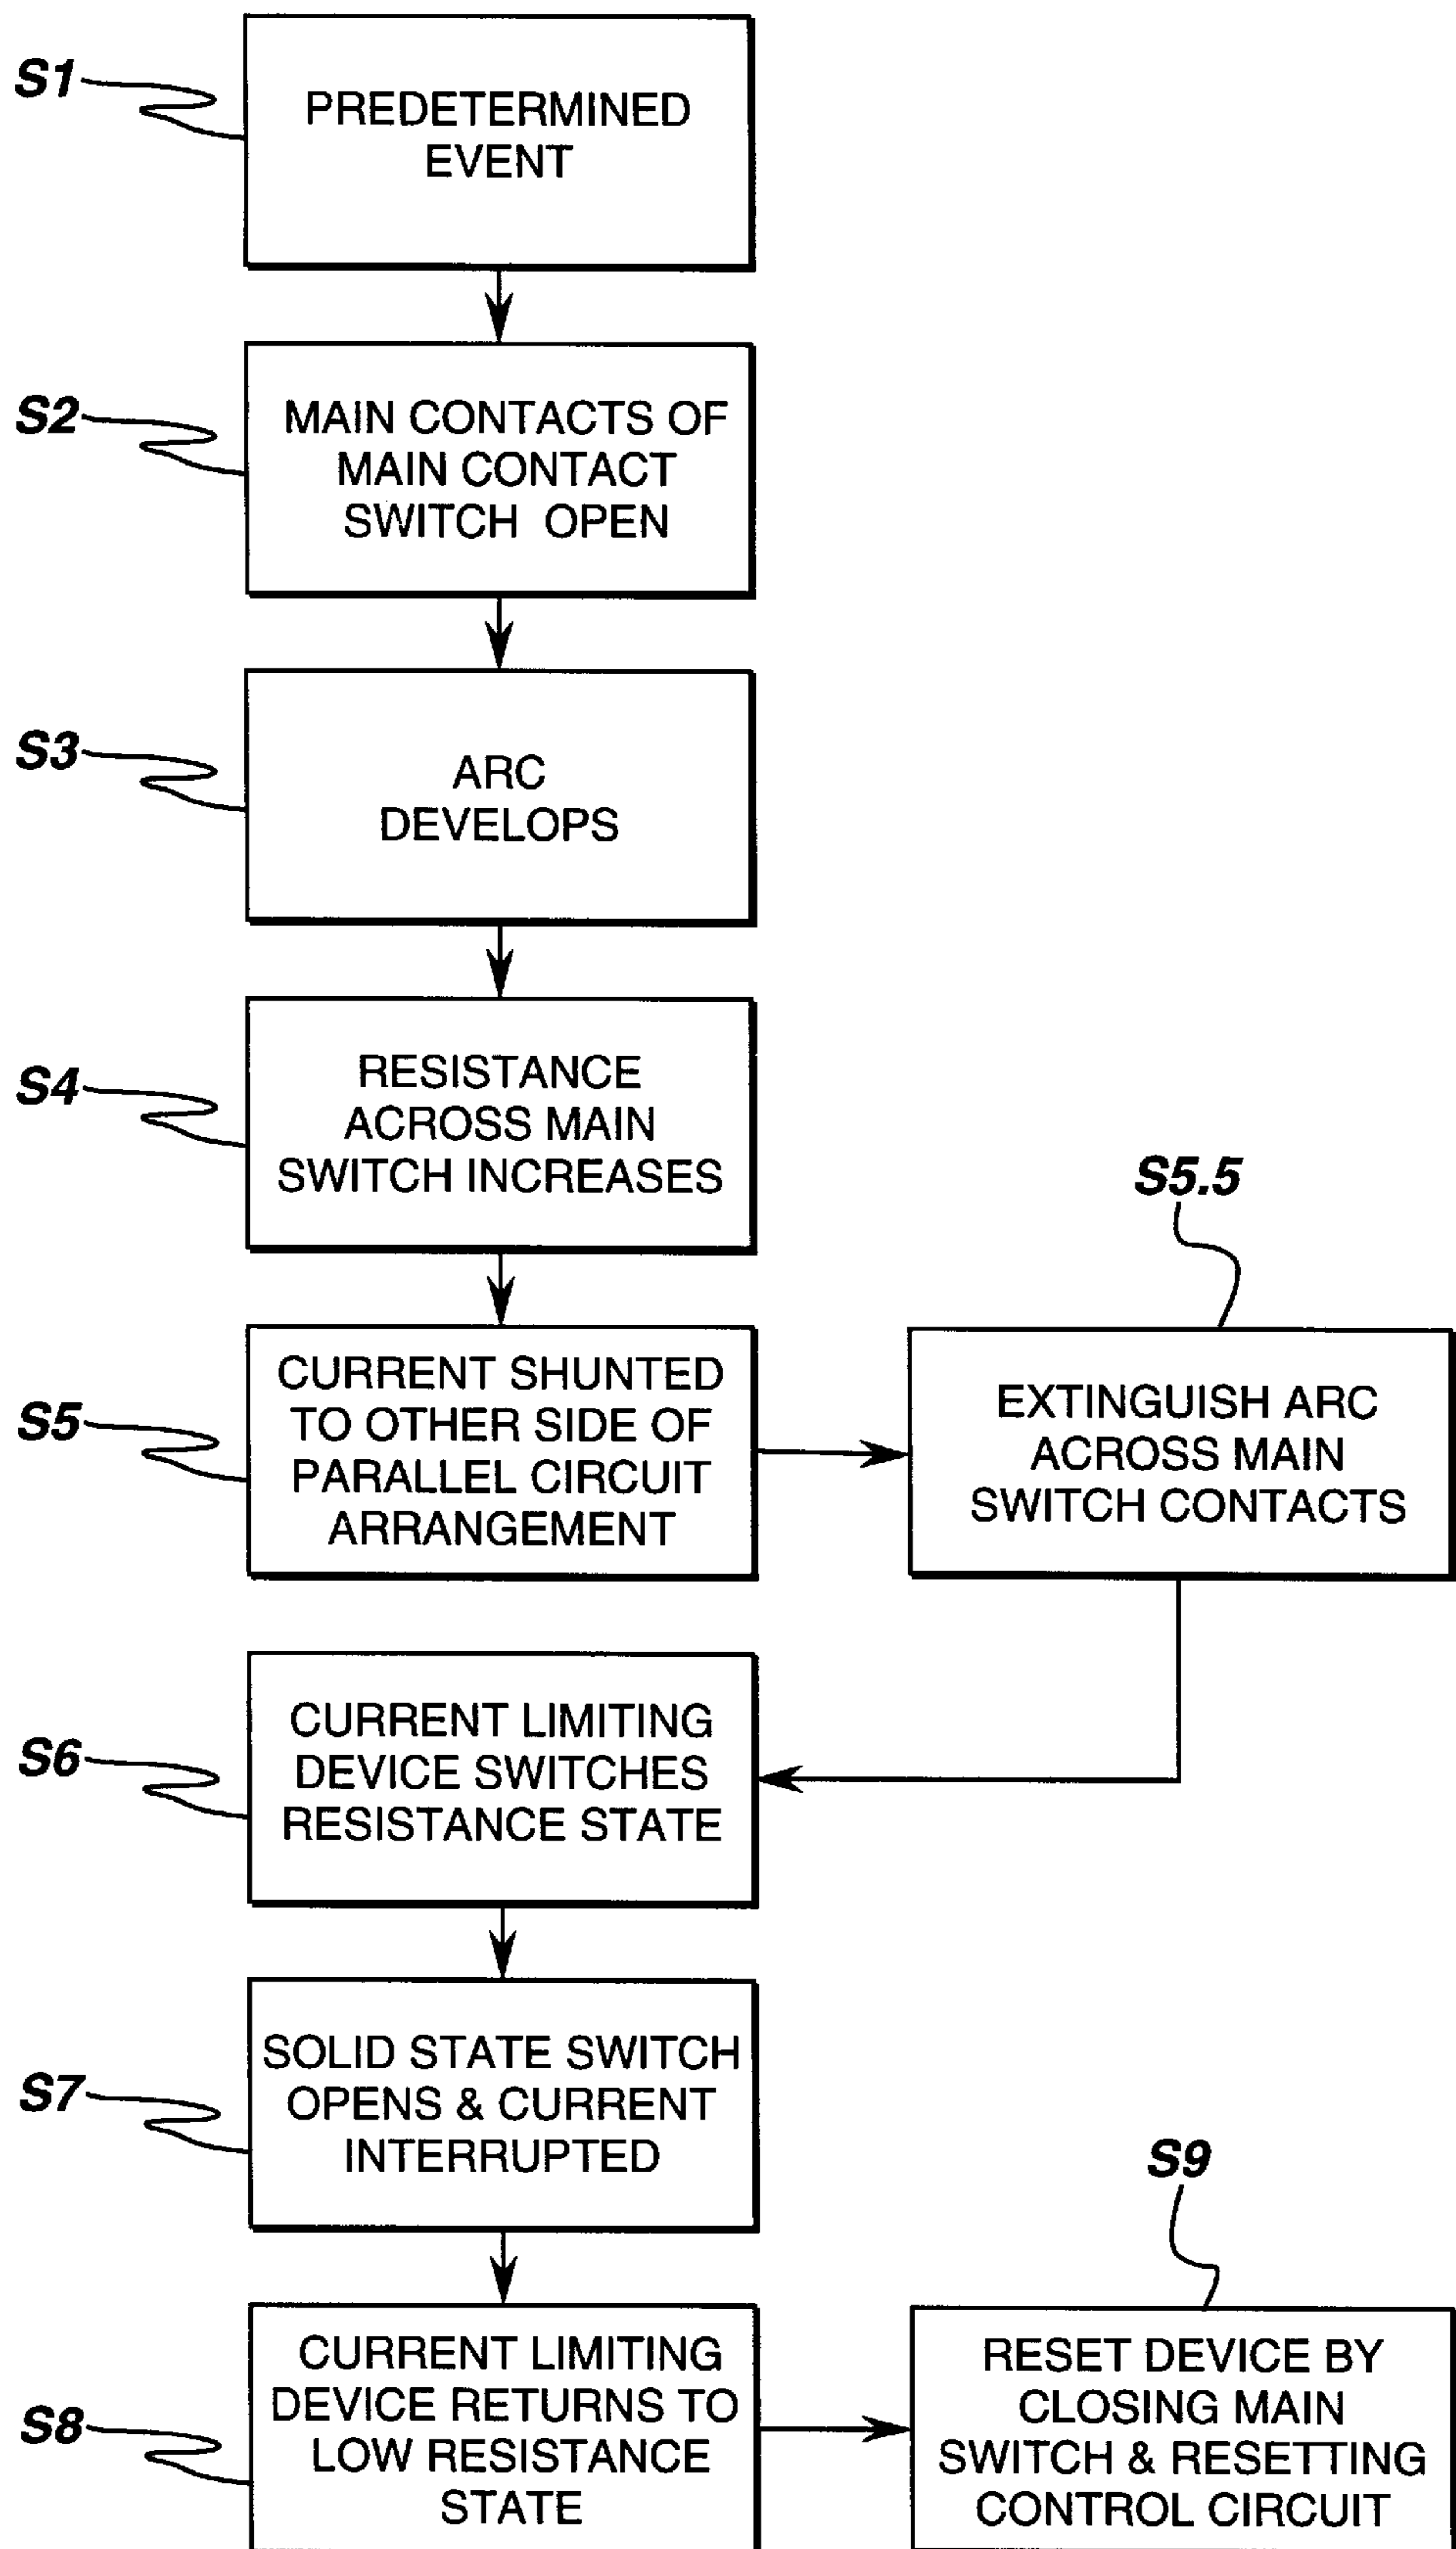 S1
PREDETERMINED
EVENT
S2
MAIN CONTACTS OF
MAIN CONTACT
SWITCH OPEN
S3
ARC
DEVELOPS
S4
RESISTANCE
ACROSS MAIN
SWITCH INCREASES
S5
CURRENT SHUNTED
TO OTHER SIDE OF
PARALLEL CIRCUIT
ARRANGEMENT
S5.5
EXTINGUISH ARC
ACROSS MAIN
SWITCH CONTACTS
S6
CURRENT LIMITING
DEVICE SWITCHES
RESISTANCE STATE
S7
SOLID STATE SWITCH
OPENS & CURRENT
INTERRUPTED
S8
CURRENT LIMITING
DEVICE RETURNS TO
LOW RESISTANCE
STATE
S9
RESET DEVICE BY
CLOSING MAIN
SWITCH & RESETTING
CONTROL CIRCUIT